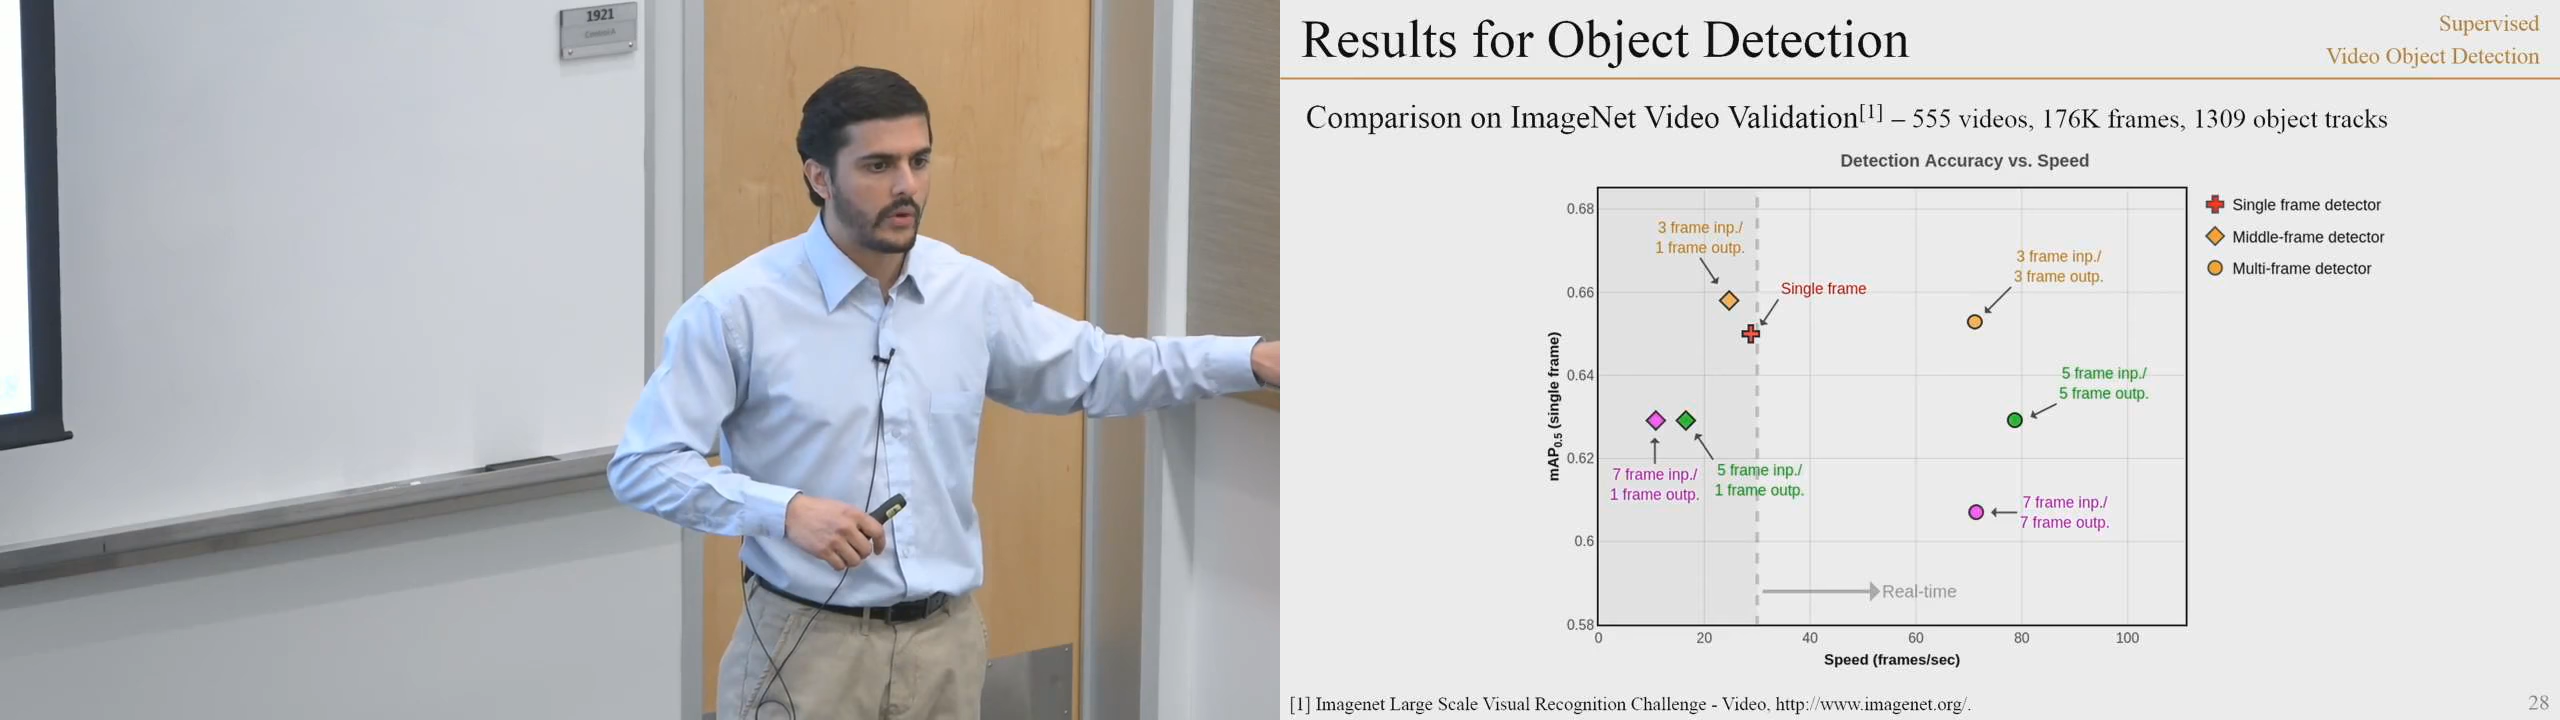 1921
Results for Object Detection
Supervised
Video Object Detection
Comparison on ImageNet Video Validation[1] – 555 videos, 176K frames, 1309 object tracks
Detection Accuracy vs. Speed
Single frame detector
Middle-frame detector
Multi-frame detector
0.68
0.66
0.64
0.62
0.6
0.58
mAP0.5 (single frame)
3 frame inp./
1 frame outp.
Single frame
3 frame inp./
3 frame outp.
5 frame inp./
5 frame outp.
7 frame inp./
1 frame outp.
5 frame inp./
1 frame outp.
7 frame inp./
7 frame outp.
Real-time
0 20 40 60 80 100
Speed (frames/sec)
[1] Imagenet Large Scale Visual Recognition Challenge - Video, http://www.imagenet.org/.
28